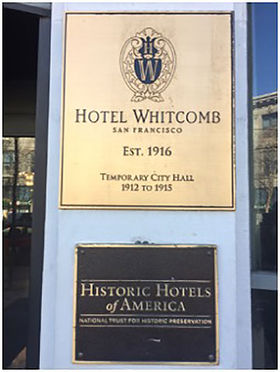 H
W
HOTEL WHITCOMB
SAN FRANCISCO
EST. 1916
TEMPORARY CITY HALL
1912 TO 1915
HISTORIC HOTELS
of AMERICA
NATIONAL TRUST FOR HISTORIC PRESERVATION